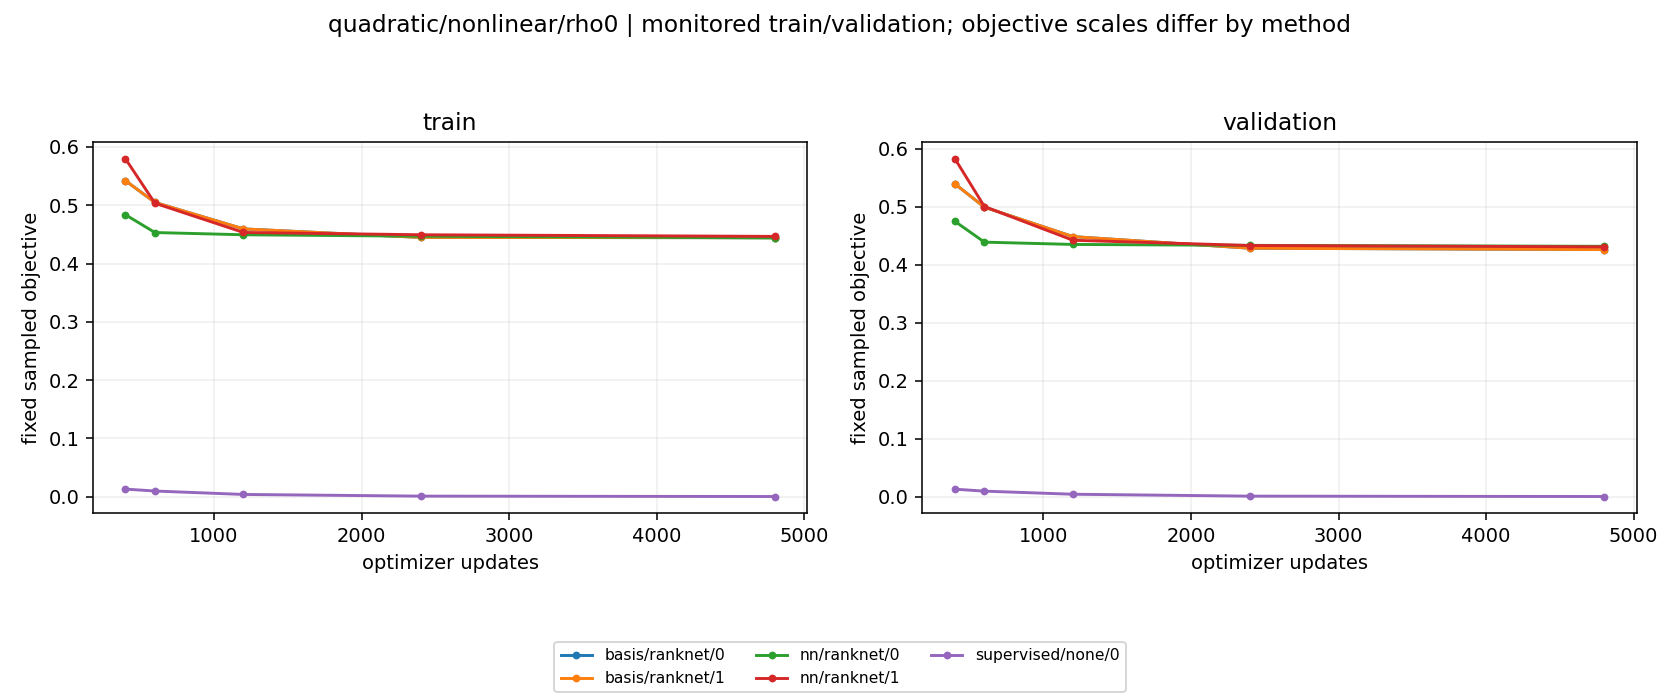 quadratic/nonlinear/rho0 | monitored train/validation; objective scales differ by method
train
fixed sampled objective
0.6
0.5
0.4
0.3
0.2
0.1
0.0
1000 2000 3000 4000 5000
optimizer updates
validation
fixed sampled objective
0.6
0.5
0.4
0.3
0.2
0.1
0.0
1000 2000 3000 4000 5000
optimizer updates
basis/ranknet/0 nn/ranknet/0 supervised/none/0
basis/ranknet/1 nn/ranknet/1